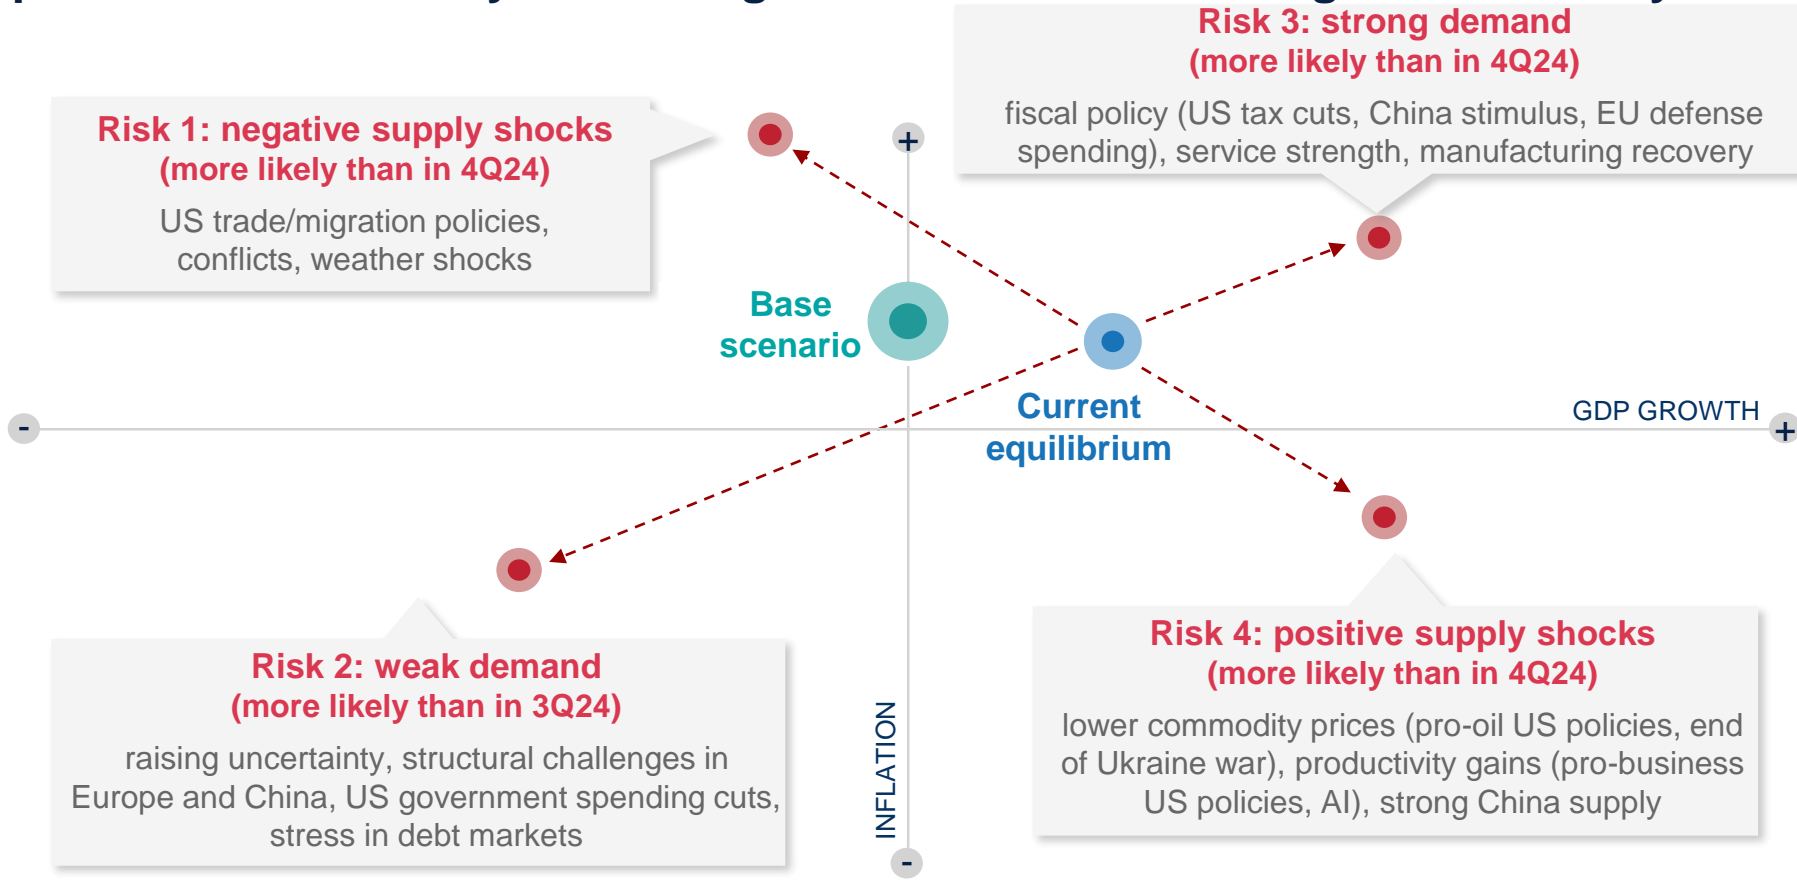 Risk 3: strong demand
(more likely than in 4Q24)
fiscal policy (US tax cuts, China stimulus, EU defense
spending), service strength, manufacturing recovery
Risk 1: negative supply shocks
(more likely than in 4Q24)
US trade/migration policies,
conflicts, weather shocks
+
Base
scenario
Current
equilibrium
GDP GROWTH
-
+
Risk 2: weak demand
(more likely than in 3Q24)
raising uncertainty, structural challenges in
Europe and China, US government spending cuts,
stress in debt markets
INFLATION
-
Risk 4: positive supply shocks
(more likely than in 4Q24)
lower commodity prices (pro-oil US policies, end
of Ukraine war), productivity gains (pro-business
US policies, AI), strong China supply